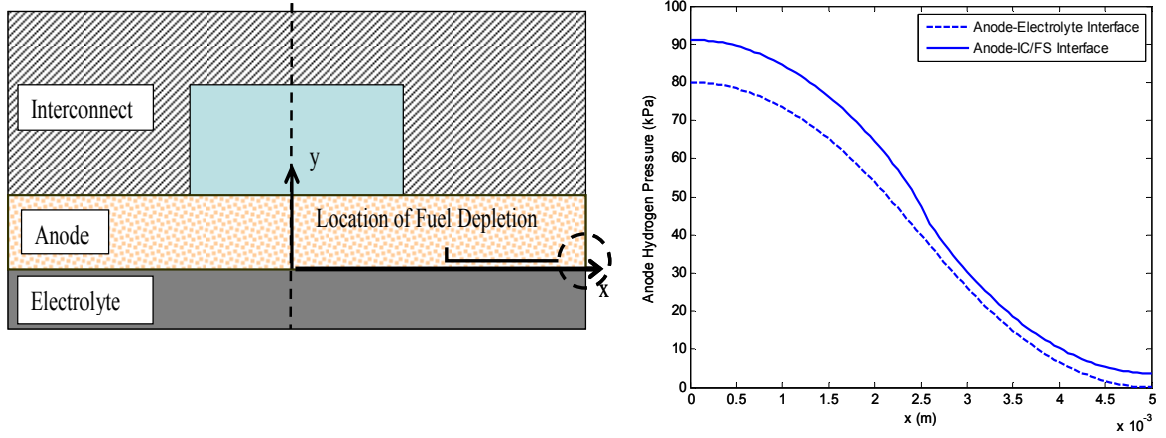 Interconnect
y
Location of Fuel Depletion
Anode
x
Electrolyte
Anode-Electrolyte Interface
Anode-IC/FS Interface
Anode Hydrogen Pressure (kPa)
100
90
80
70
60
50
40
30
20
10
0
0 0.5 1 1.5 2 2.5 3 3.5 4 4.5 5
x (m)
x 10⁻³